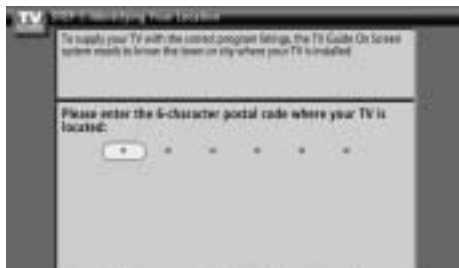 TV
STEP 1: Identifying Your Location
To supply your TV with the correct program listings, the TV Guide On Screen
system needs to know the town or city where your TV is installed.
Please enter the 6-character postal code where your TV is
located: